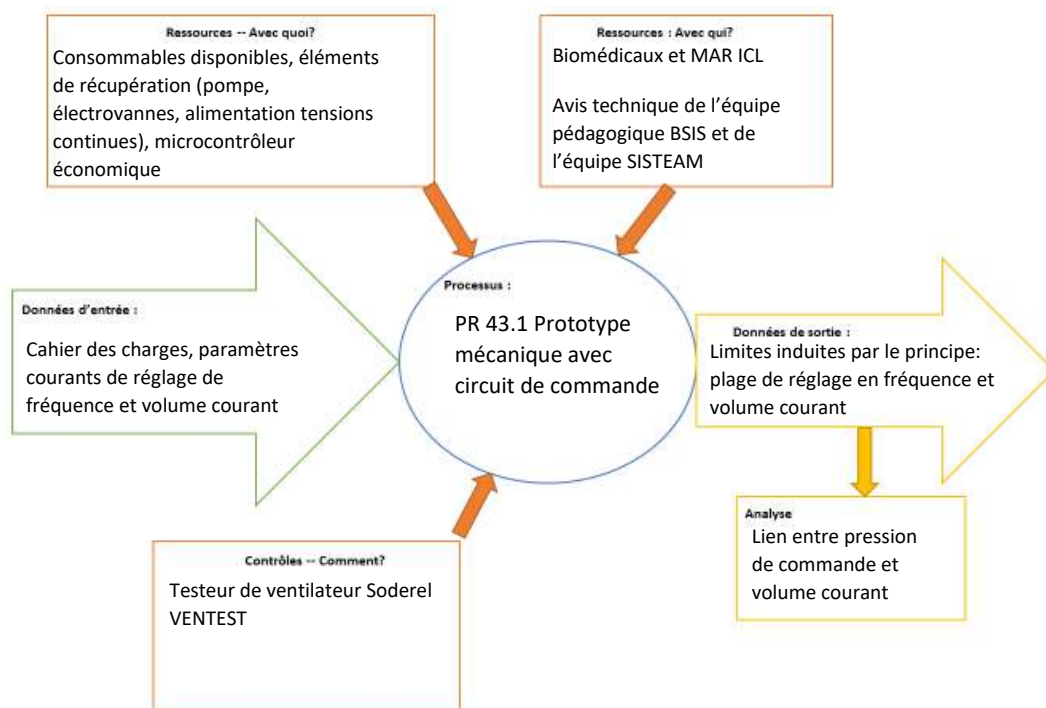 Ressources -- Avec quoi?
Consommables disponibles, éléments
de récupération (pompe,
électrovannes, alimentation tensions
continues), microcontrôleur
économique
Ressources : Avec qui?
Biomédicaux et MAR ICL
Avis technique de l'équipe
pédagogique BSIS et de
l'équipe SISTEAM
Données d'entrée :
Cahier des charges, paramètres
courants de réglage de
fréquence et volume courant
Processus :
PR 43.1 Prototype
mécanique avec
circuit de commande
Données de sortie :
Limites induites par le principe:
plage de réglage en fréquence et
volume courant
Contrôles -- Comment?
Testeur de ventilateur Soderel
VENTEST
Analyse
Lien entre pression
de commande et
volume courant